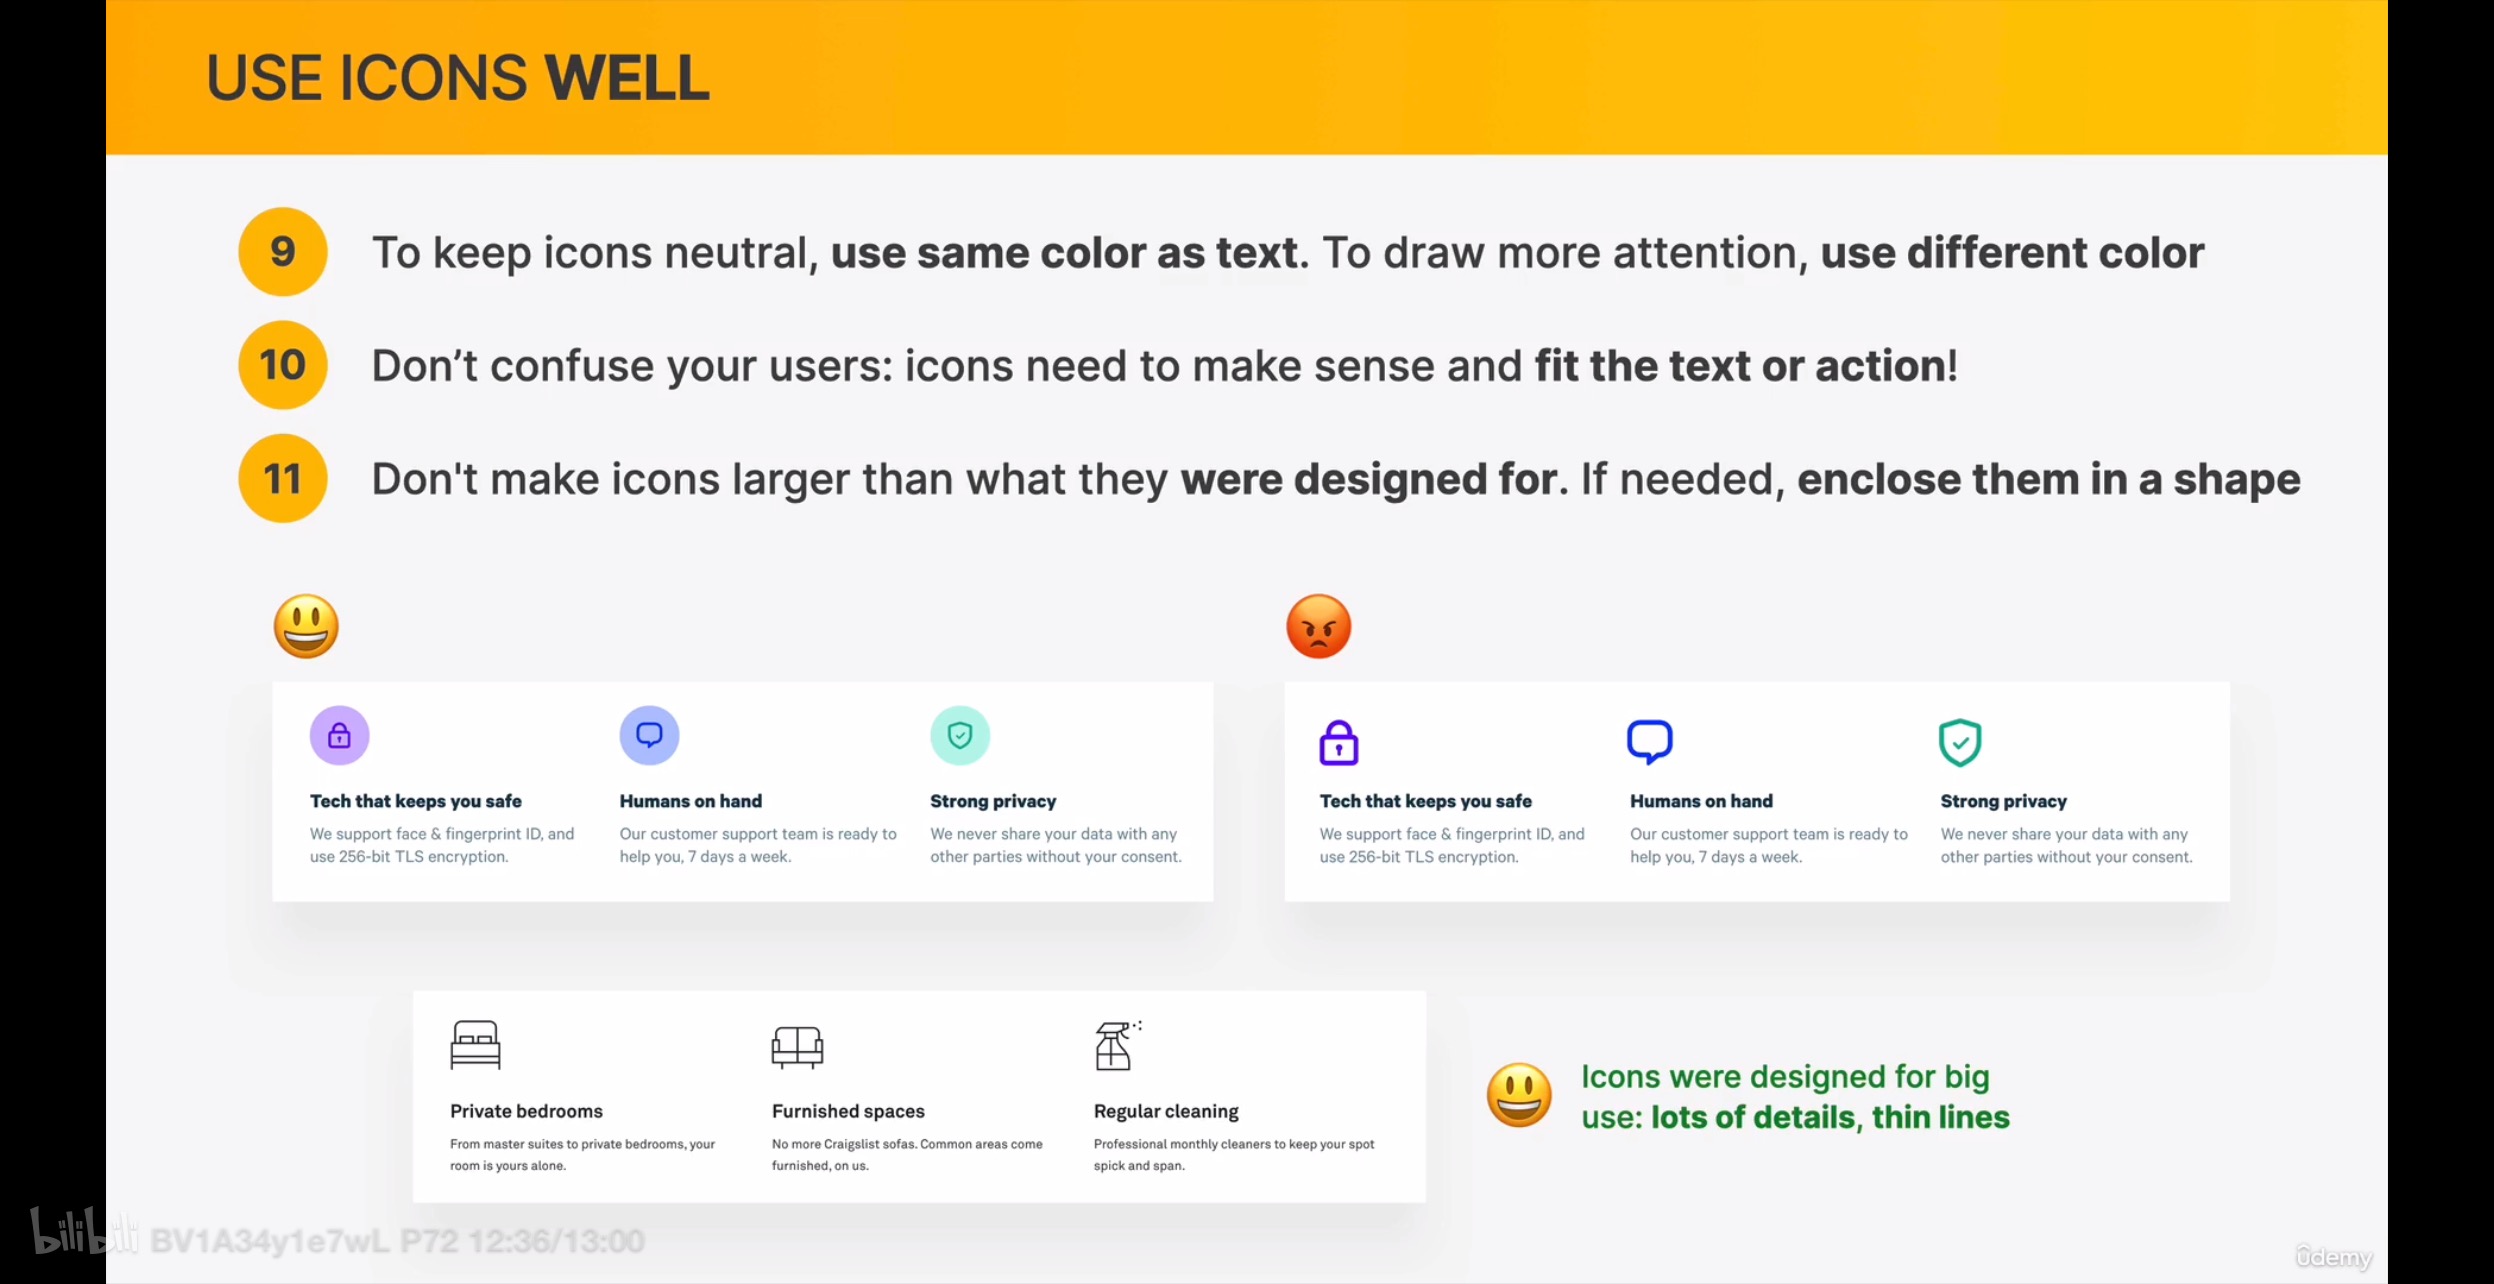 USE ICONS WELL
9
To keep icons neutral, use same color as text. To draw more attention, use different color
10
Don’t confuse your users: icons need to make sense and fit the text or action!
11
Don't make icons larger than what they were designed for. If needed, enclose them in a shape
Tech that keeps you safe
We support face & fingerprint ID, and
use 256-bit TLS encryption.
Humans on hand
Our customer support team is ready to
help you, 7 days a week.
Strong privacy
We never share your data with any
other parties without your consent.
Tech that keeps you safe
We support face & fingerprint ID, and
use 256-bit TLS encryption.
Humans on hand
Our customer support team is ready to
help you, 7 days a week.
Strong privacy
We never share your data with any
other parties without your consent.
Private bedrooms
From master suites to private bedrooms, your
room is yours alone.
Furnished spaces
No more Craigslist sofas. Common areas come
furnished, on us.
Regular cleaning
Professional monthly cleaners to keep your spot
spick and span.
Icons were designed for big
use: lots of details, thin lines
bilibili BV1A34y1e7wL P72 12:36/13:00
ûdemy